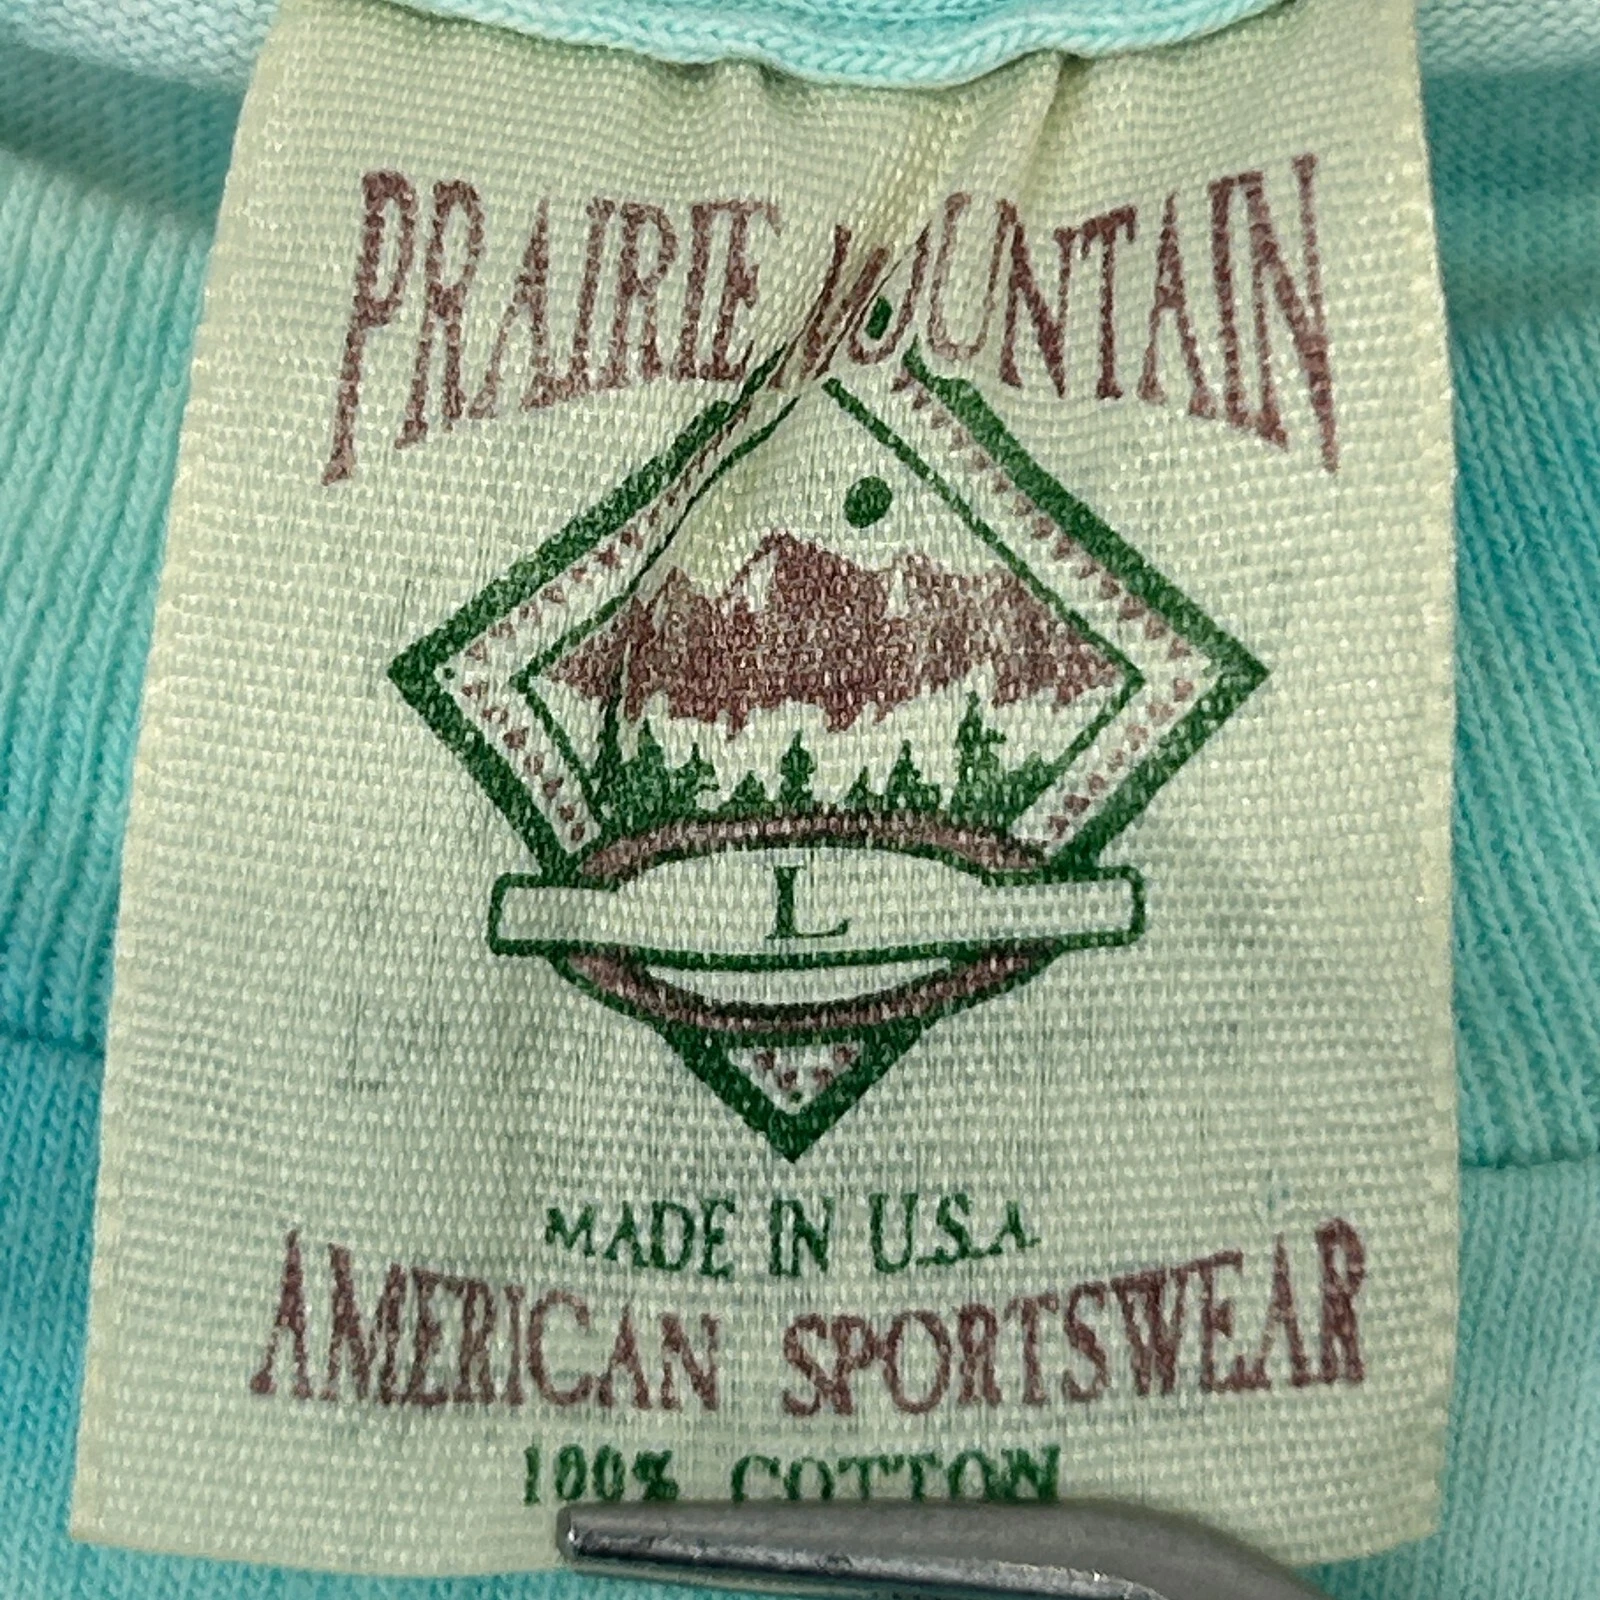 PRAIRIE MOUNTAIN
L
MADE IN U.S.A
AMERICAN SPORTSWEAR
100% COTTON